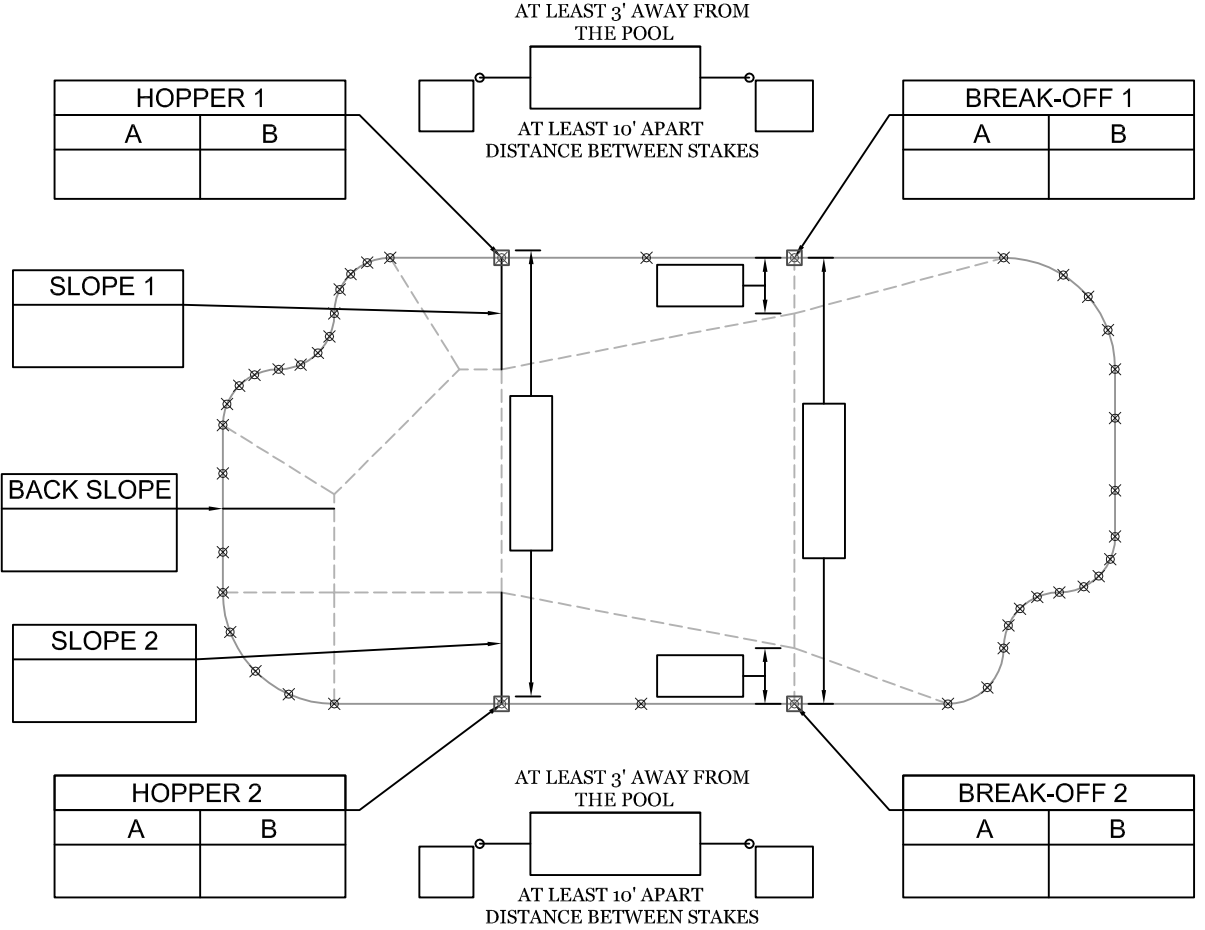 AT LEAST 3' AWAY FROM
THE POOL
HOPPER 1
A B
AT LEAST 10' APART
DISTANCE BETWEEN STAKES
BREAK-OFF 1
A B
SLOPE 1
BACK SLOPE
SLOPE 2
HOPPER 2
A B
AT LEAST 3' AWAY FROM
THE POOL
AT LEAST 10' APART
DISTANCE BETWEEN STAKES
BREAK-OFF 2
A B